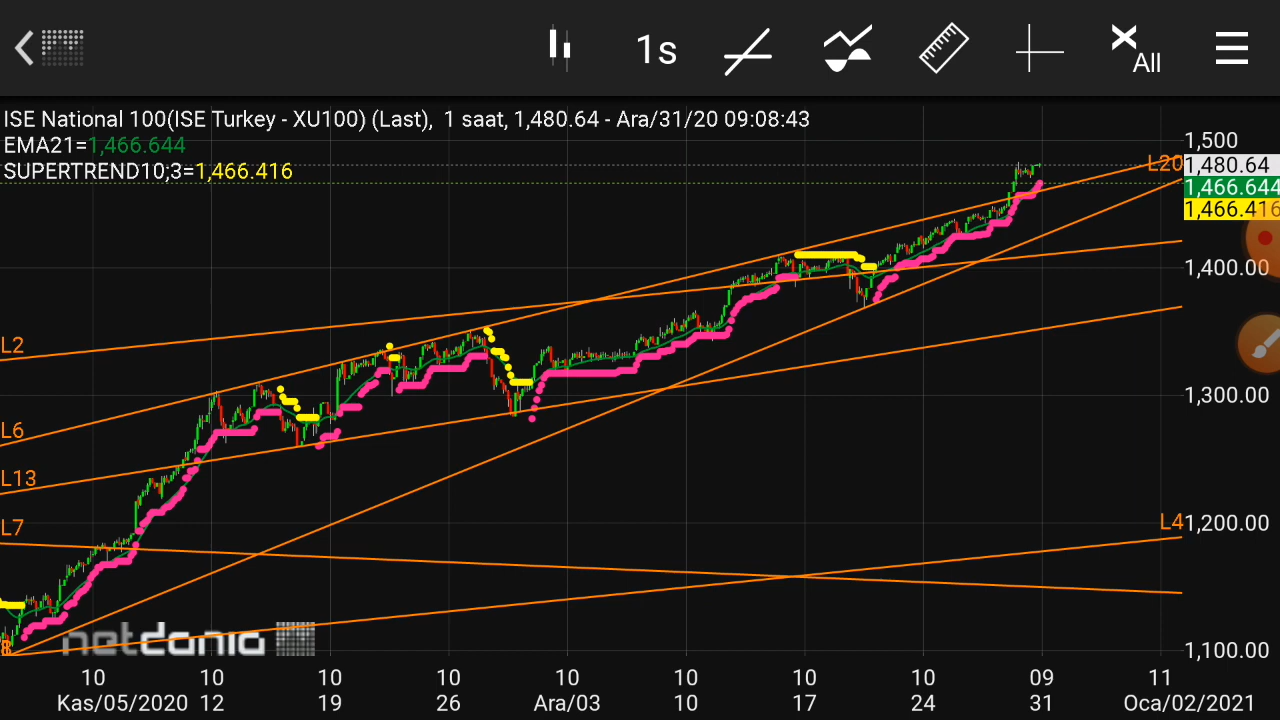 1s
All
ISE National 100(ISE Turkey - XU100) (Last), 1 saat, 1,480.64 - Ara/31/20 09:08:43
EMA21=1,466.644
SUPERTREND10;3=1,466.416
1,500
L20
1,480.64
1,466.644
1,466.416
1,400.00
L2
1,300.00
L6
L13
L7
L4
1,200.00
8
netdania
1,100.00
10 10 10 10 10 10 10 10 09 11
Kas/05/2020 12 19 26 Ara/03 10 17 24 31 Oca/02/2021